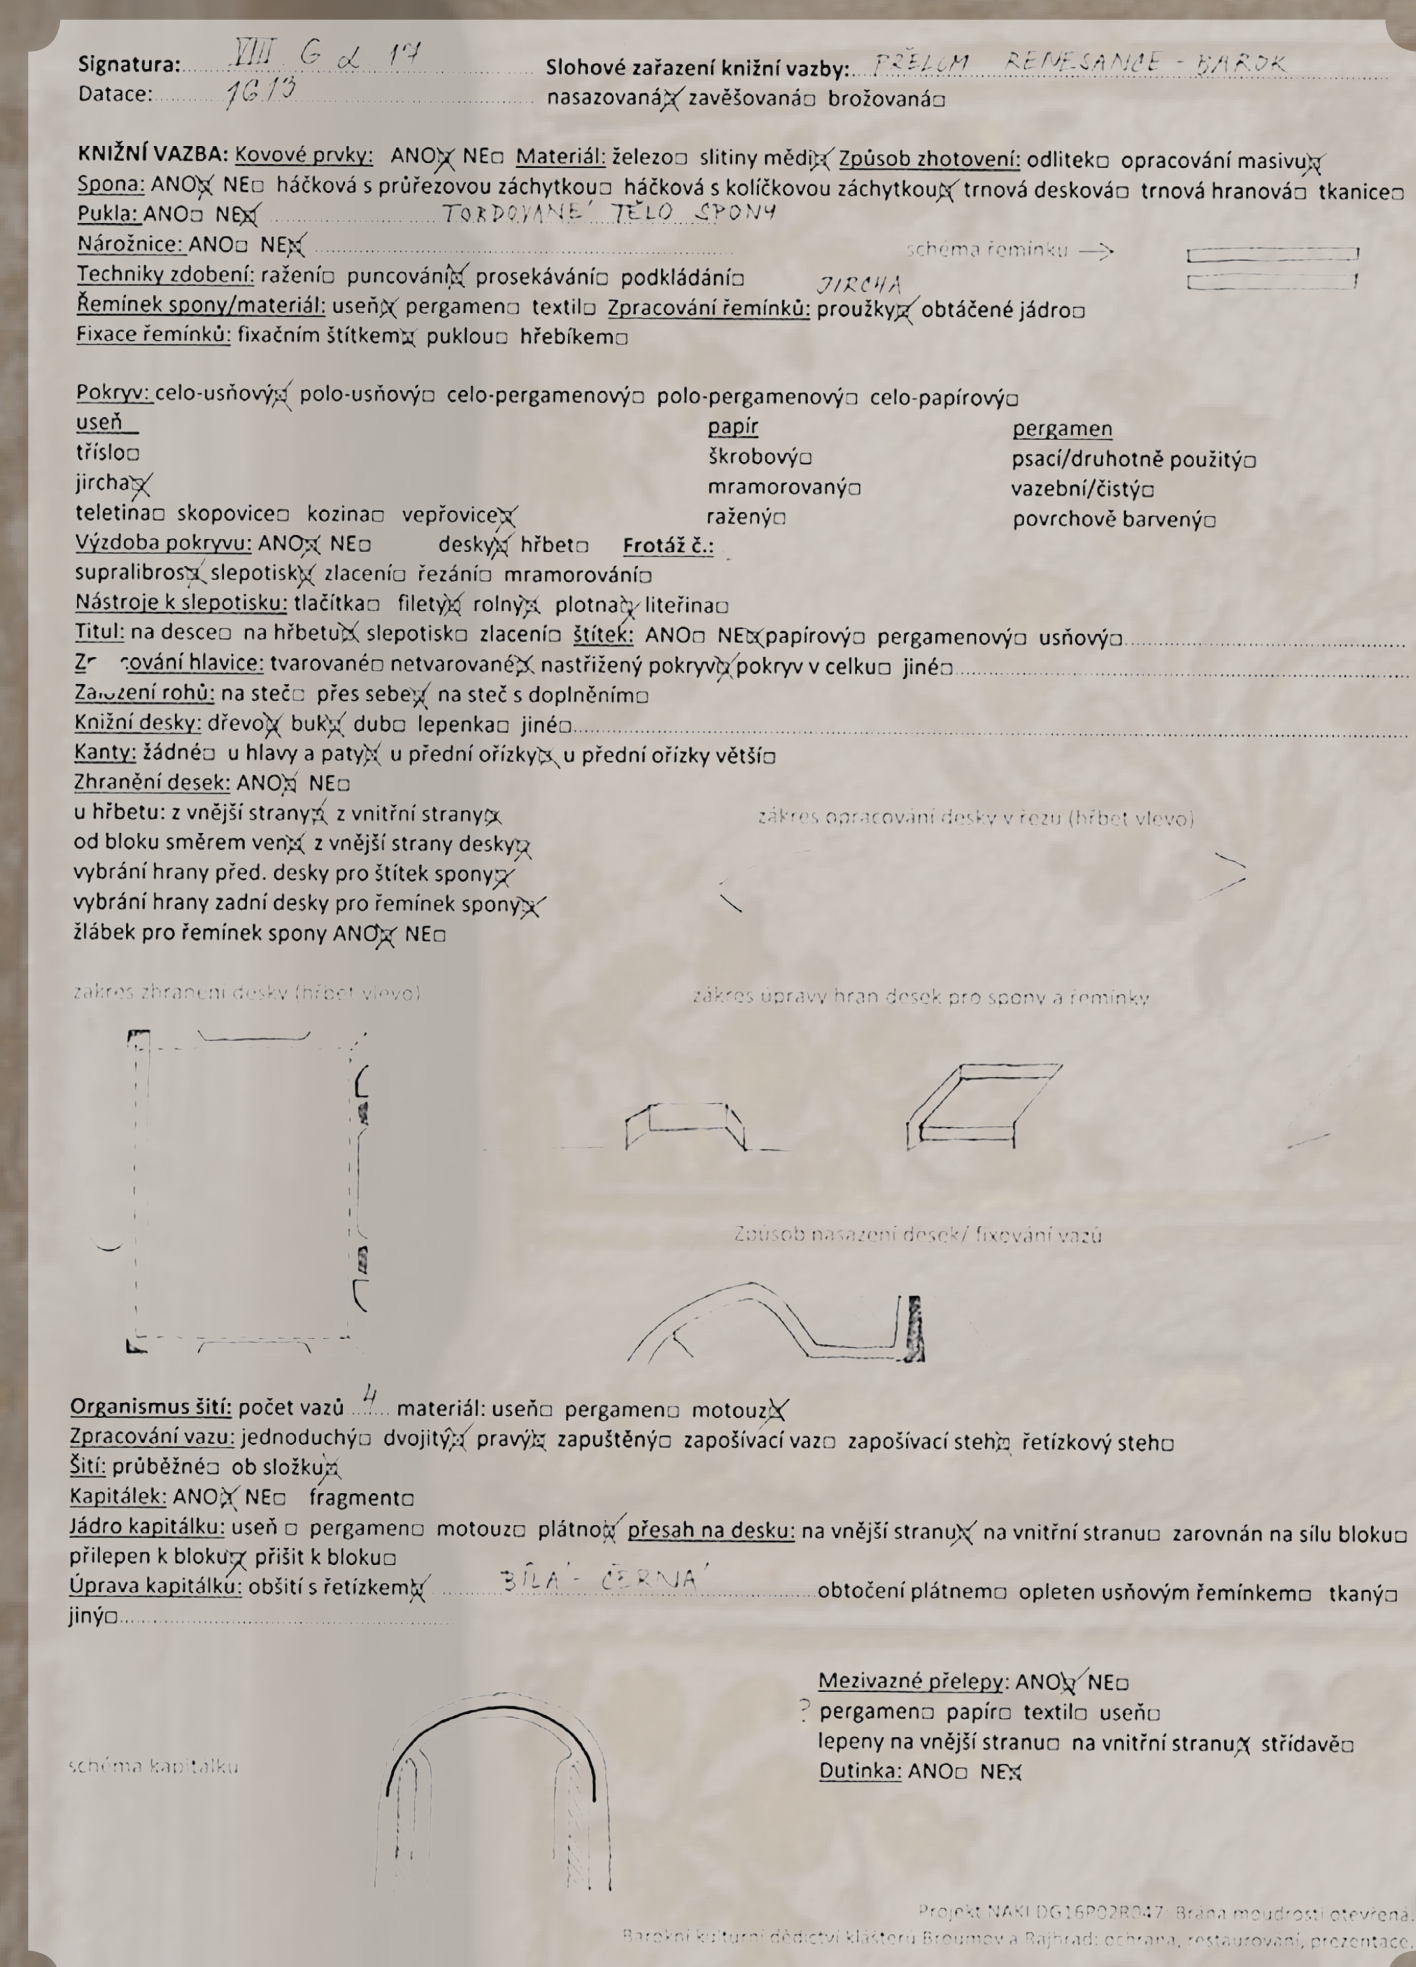 Signatura: VIII G d 17
Slohové zařazení knižní vazby: PŘELOM RENESANCE - BAROK
Datace: 1613
nasazovaná☒ zavěšovaná□ brožovaná□
KNIŽNÍ VAZBA: Kovové prvky: ANO☒ NE□ Materiál: železo□ slitiny mědi☒ Způsob zhotovení: odlitek□ opracování masivu☒
Spona: ANO☒ NE□ háčková s průřezovou záchytkou□ háčková s kolíčkovou záchytkou☒ trnová desková□ trnová hranová□ tkanice□
Pukla: ANO□ NE☒ TORDOVANÉ TĚLO SPONY
Nárožnice: ANO□ NE☒
schéma řemínku →
Techniky zdobení: ražení□ puncování☒ prosekávání□ podkládání□
JIRCHA
Řemínek spony/materiál: useň☒ pergamen□ textil□ Zpracování řemínků: proužky☒ obtáčené jádro□
Fixace řemínků: fixačním štítkem☒ puklou□ hřebíkem□
Pokryv: celo-usňový☒ polo-usňový□ celo-pergamenový□ polo-pergamenový□ celo-papírový□
useň papír pergamen
tříslo□ škrobový□ psací/druhotně použitý□
jircha☒ mramorovaný□ vazební/čistý□
teletina□ skopovice□ kozina□ vepřovice☒ ražený□ povrchově barvený□
Výzdoba pokryvu: ANO☒ NE□ desky☒ hřbet□ Frotáž č.:
supralibros☒ slepotisk☒ zlacení□ řezání□ mramorování□
Nástroje k slepotisku: tlačítka□ filety☒ rolny☒ plotna☒ liteřina□
Titul: na desce□ na hřbetu☒ slepotisk□ zlacení□ štítek: ANO□ NE☒ papírový□ pergamenový□ usňový□
cování hlavice: tvarované□ netvarované☒ nastřižený pokryv☒ pokryv v celku□ jiné□
Založení rohů: na steč□ přes sebe☒ na steč s doplněním□
Knižní desky: dřevo☒ buk☒ dub□ lepenka□ jiné□
Kanty: žádné□ u hlavy a paty☒ u přední ořízky☒ u přední ořízky větší□
Zhranění desek: ANO☒ NE□
u hřbetu: z vnější strany☒ z vnitřní strany☒
zákres opracování desky v řezu (hřbet vlevo)
od bloku směrem ven☒ z vnější strany desky☒
vybrání hrany před. desky pro štítek spony☒
vybrání hrany zadní desky pro řemínek spony☒
žlábek pro řemínek spony ANO☒ NE□
zákres zhranění desky (hřbet vlevo)
zákres úpravy hran desek pro spony a řemínky
Způsob nasazení desek/ fixování vazů
Organismus šití: počet vazů 4 materiál: useň□ pergamen□ motouz☒
Zpracování vazu: jednoduchý□ dvojitý☒ pravý☒ zapuštěný□ zapošívací vaz□ zapošívací steh☒ řetízkový steh□
Šití: průběžné□ ob složku☒
Kapitálek: ANO☒ NE□ fragment□
Jádro kapitálku: useň □ pergamen□ motouz□ plátno☒ přesah na desku: na vnější stranu☒ na vnitřní stranu□ zarovnán na sílu bloku□
přilepen k bloku☒ přišit k bloku□
Úprava kapitálku: obšití s řetízkem☒ BÍLÁ - ČERNÁ obtočení plátnem□ opleten usňovým řemínkem□ tkaný□
jiný□
Mezivazné přelepy: ANO☒ NE□
? pergamen□ papír□ textil□ useň□
lepeny na vnější stranu□ na vnitřní stranu☒ střídavě□
schéma kapitálku
Dutinka: ANO□ NE☒
Projekt NAKI DG16P02R047: Brána moudrosti otevřená.
Barokní kulturní dědictví klášterů Broumov a Rajhrad: ochrana, restaurování, prezentace.